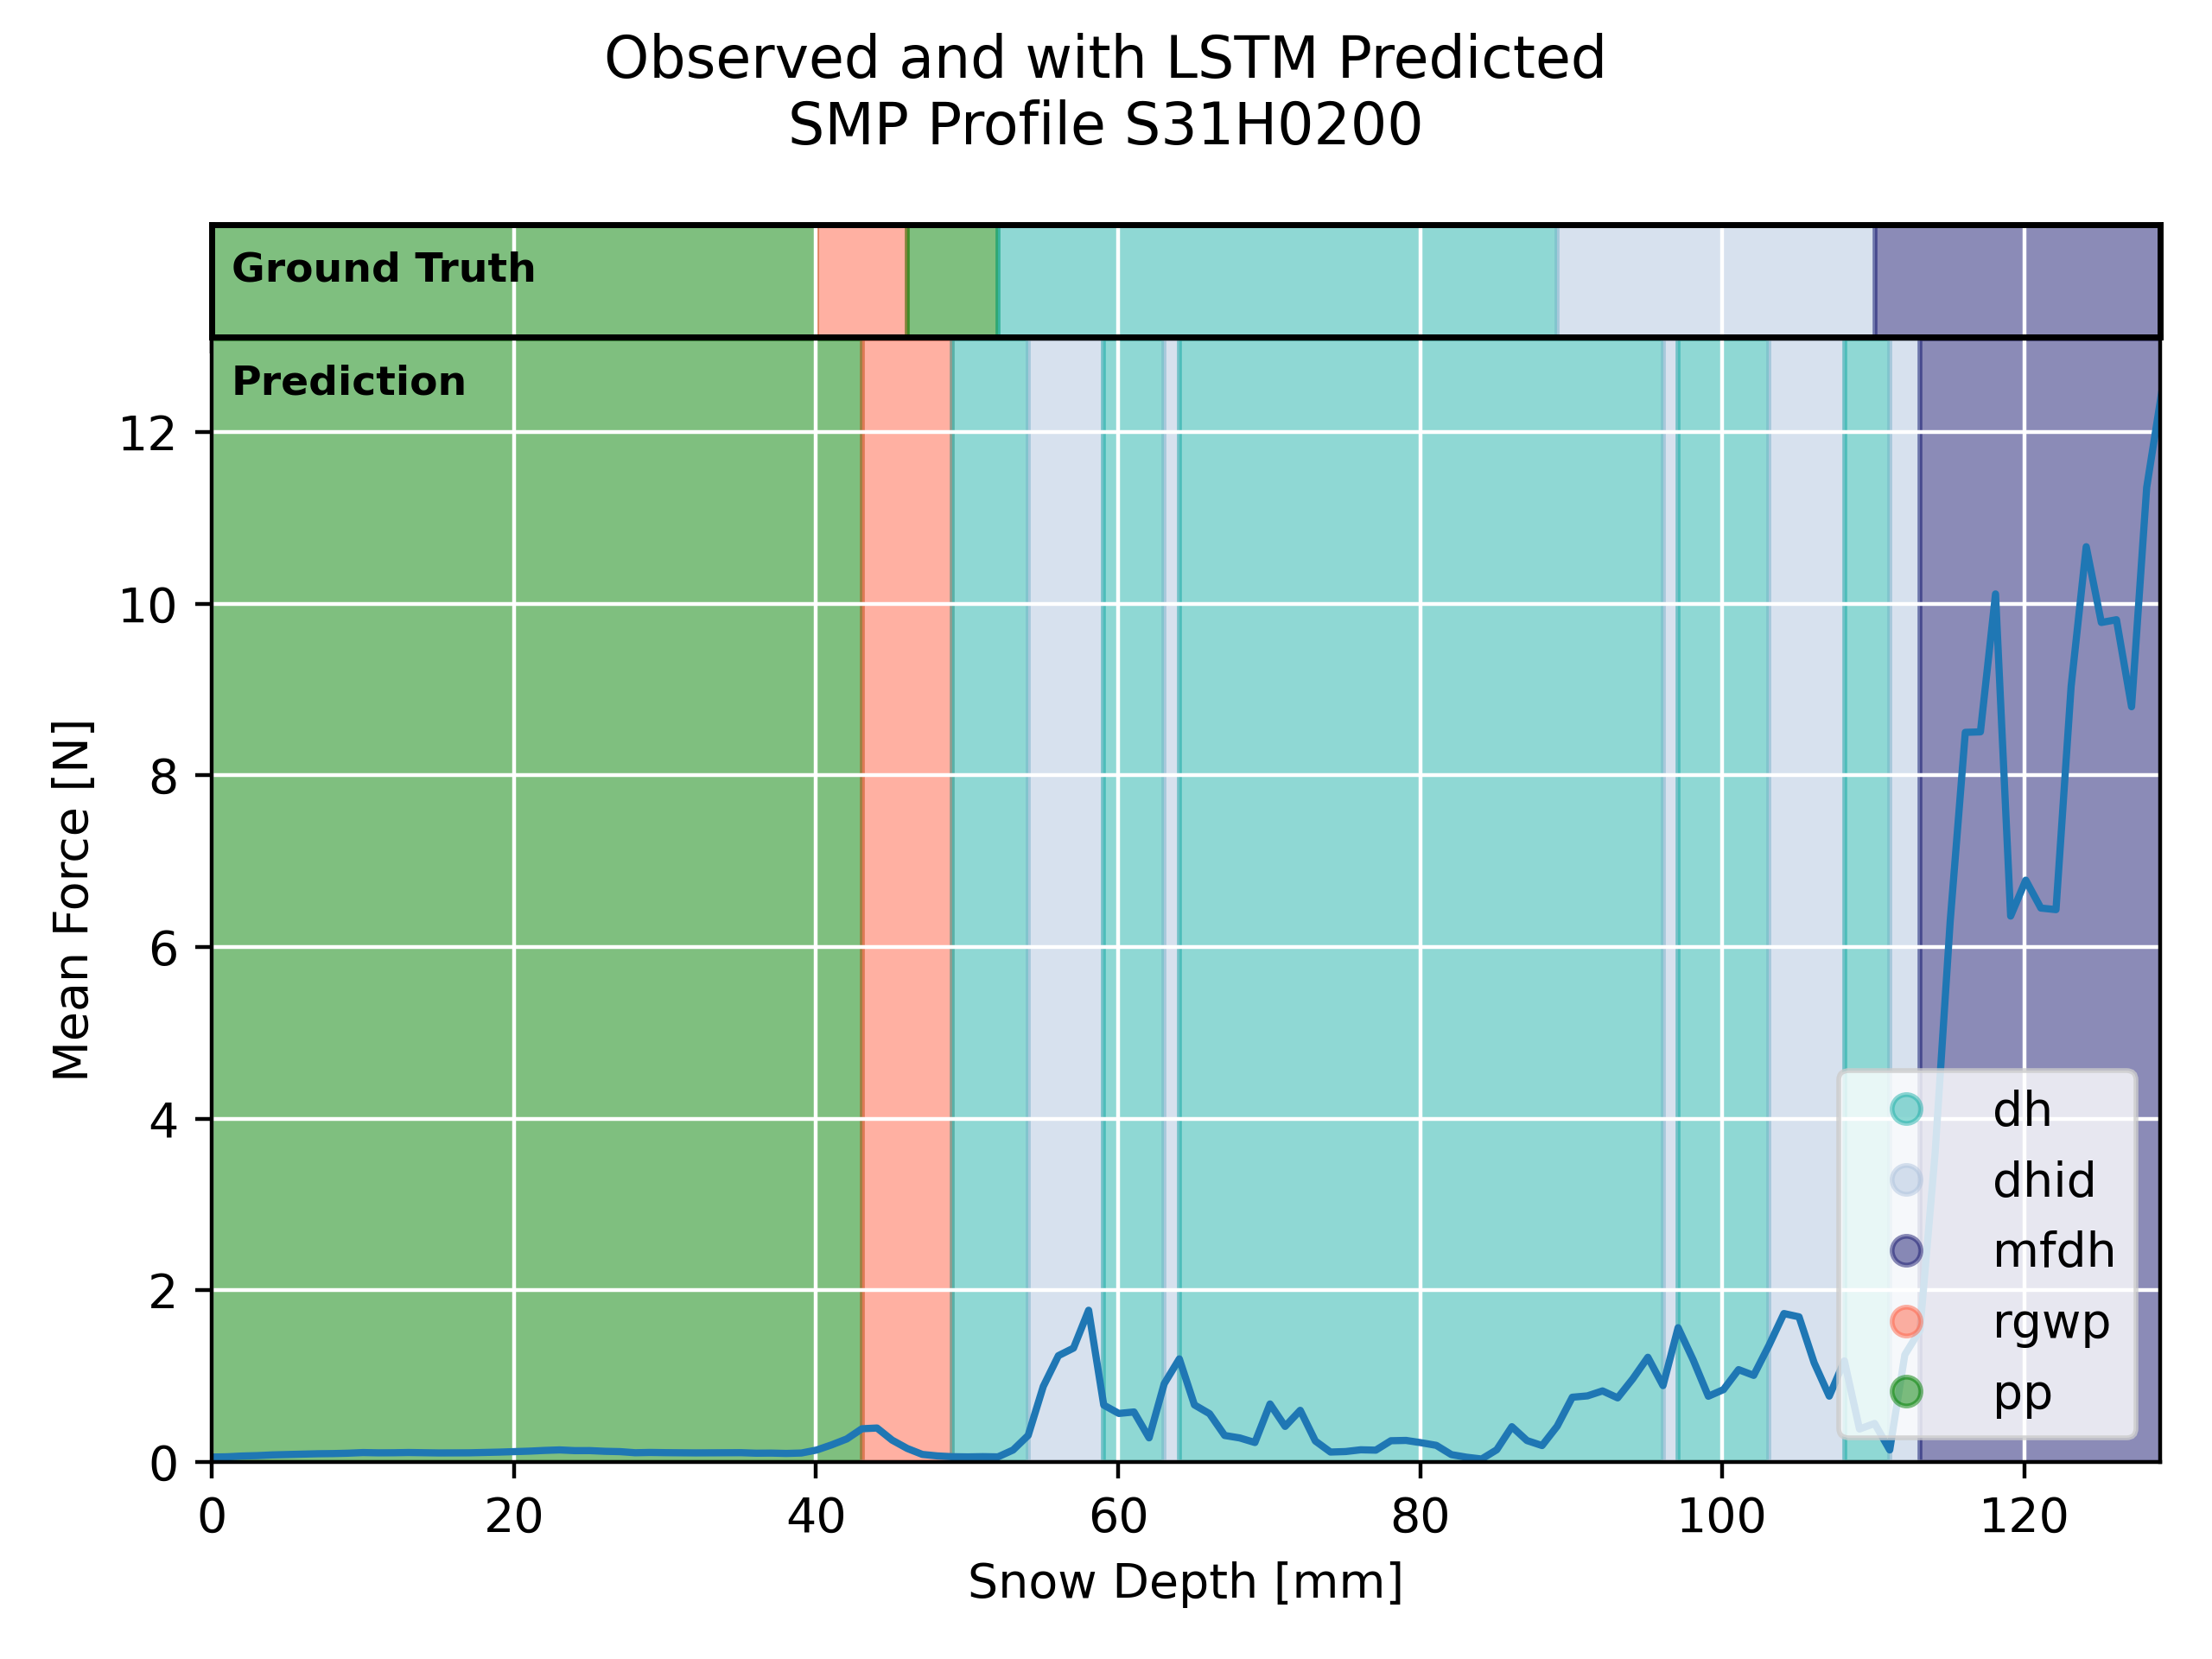 Observed and with LSTM Predicted
SMP Profile S31H0200
Ground Truth
Prediction
12
10
8
6
4
2
0
Mean Force [N]
dh
dhid
mfdh
rgwp
pp
0 20 40 60 80 100 120
Snow Depth [mm]